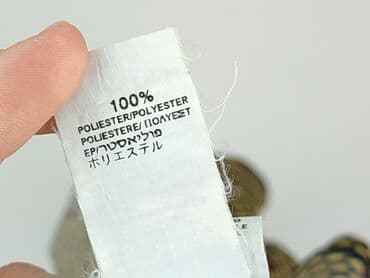 100%
POLIESTER/POLYESTER
POLIESTERE/ΠΟΛΥΕΣΤ
ΕΡ/פוליאסטר
ポリエステル